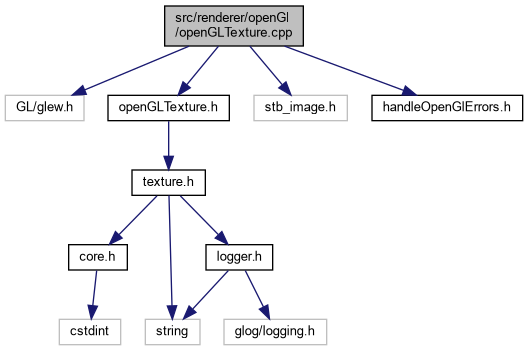 src/renderer/openGl
/openGLTexture.cpp
GL/glew.h
openGLTexture.h
stb_image.h
handleOpenGlErrors.h
texture.h
core.h
logger.h
cstdint
string
glog/logging.h